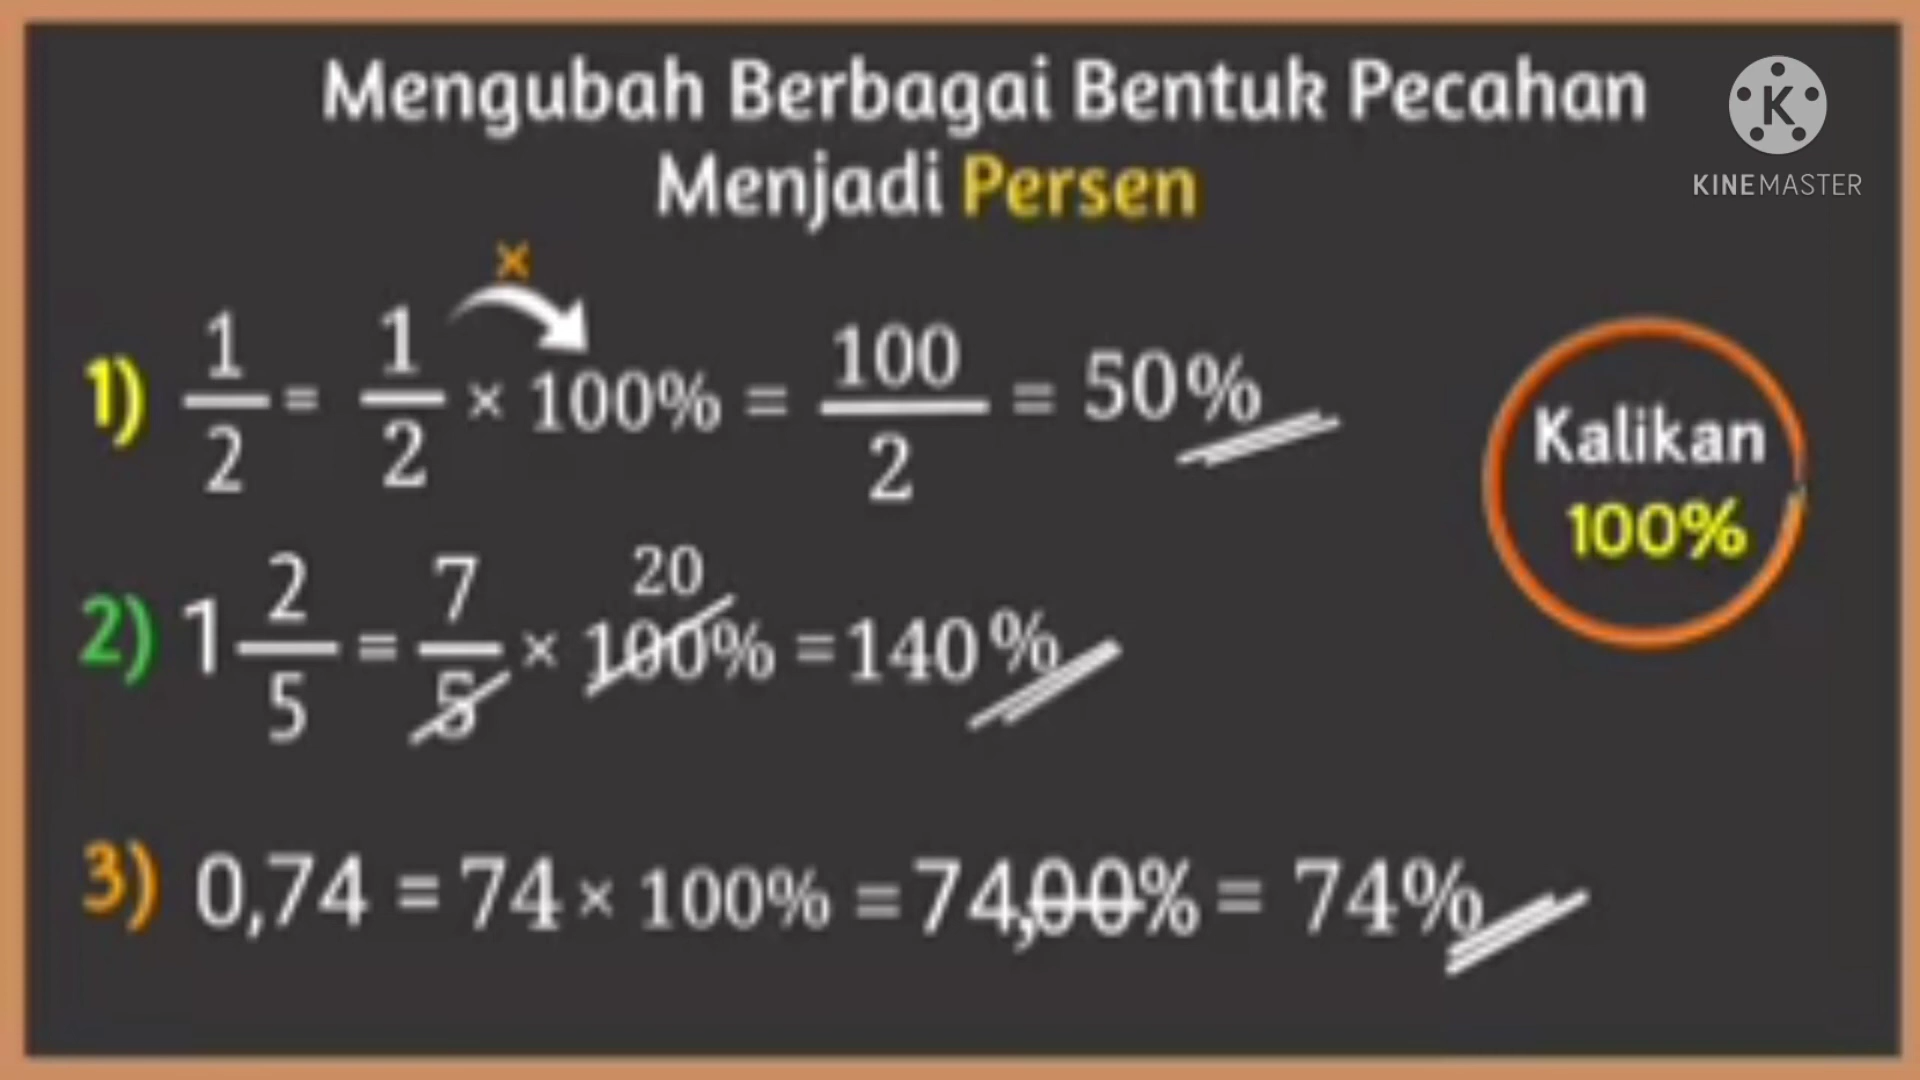 Mengubah Berbagai Bentuk Pecahan
Menjadi Persen
K
KINEMASTER
×
1) 1/2 = 1/2 × 100% = 100/2 = 50%
Kalikan
100%
20
2) 1 2/5 = 7/5 × 100% = 140%
3) 0,74 = 74 × 100% = 74,00% = 74%